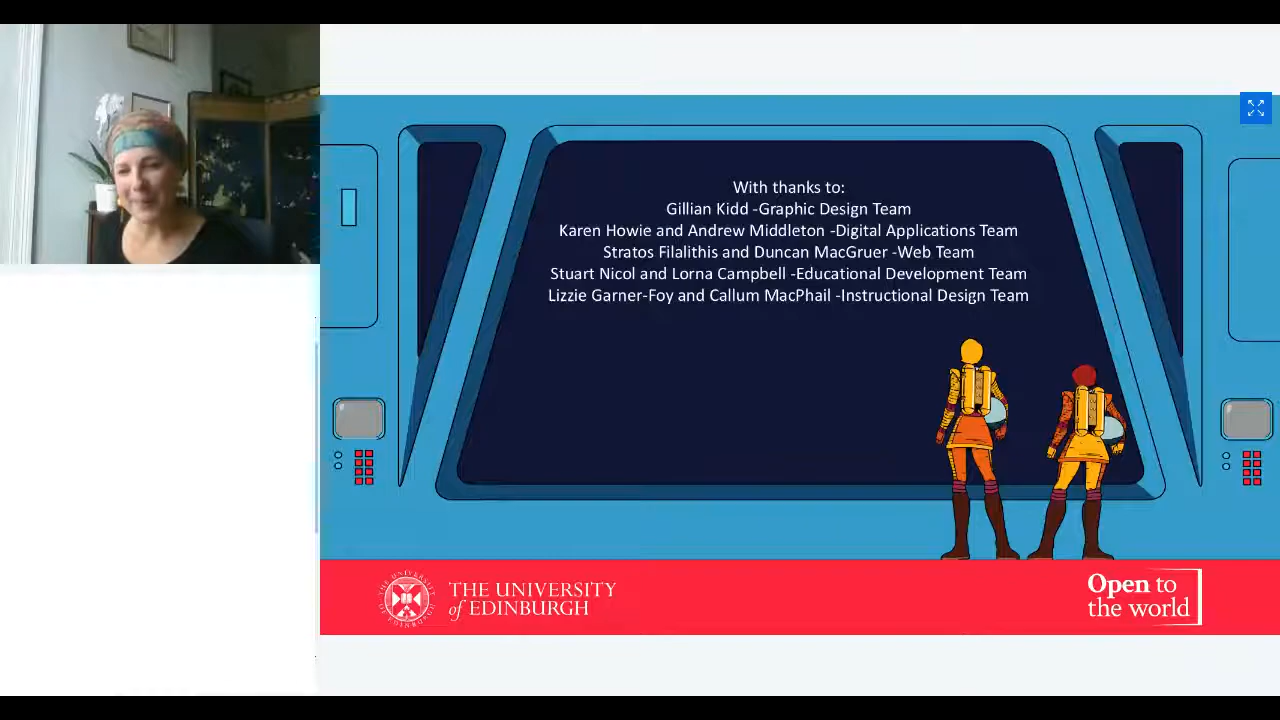 With thanks to:
Gillian Kidd -Graphic Design Team
Karen Howie and Andrew Middleton -Digital Applications Team
Stratos Filalithis and Duncan MacGruer -Web Team
Stuart Nicol and Lorna Campbell -Educational Development Team
Lizzie Garner-Foy and Callum MacPhail -Instructional Design Team
THE UNIVERSITY
of EDINBURGH
Open to
the world